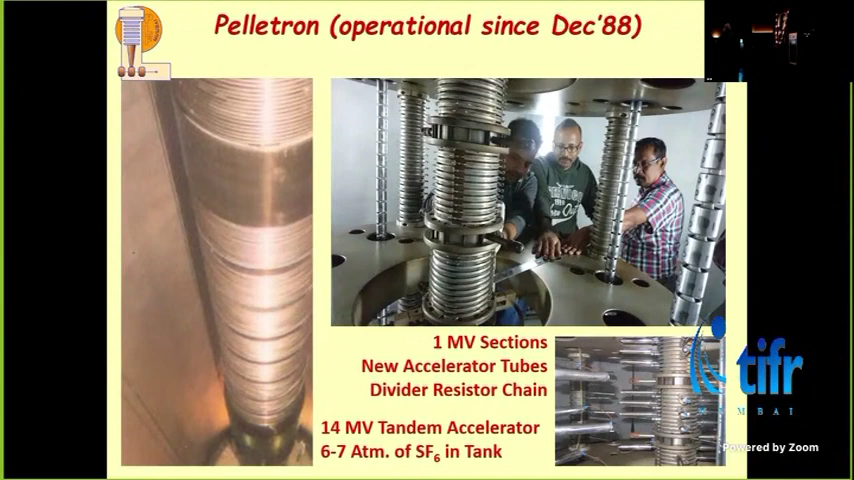 Pelletron (operational since Dec'88)
1 MV Sections
New Accelerator Tubes
Divider Resistor Chain
14 MV Tandem Accelerator
6-7 Atm. of SF6 in Tank
tifr
MUMBAI
Powered by Zoom